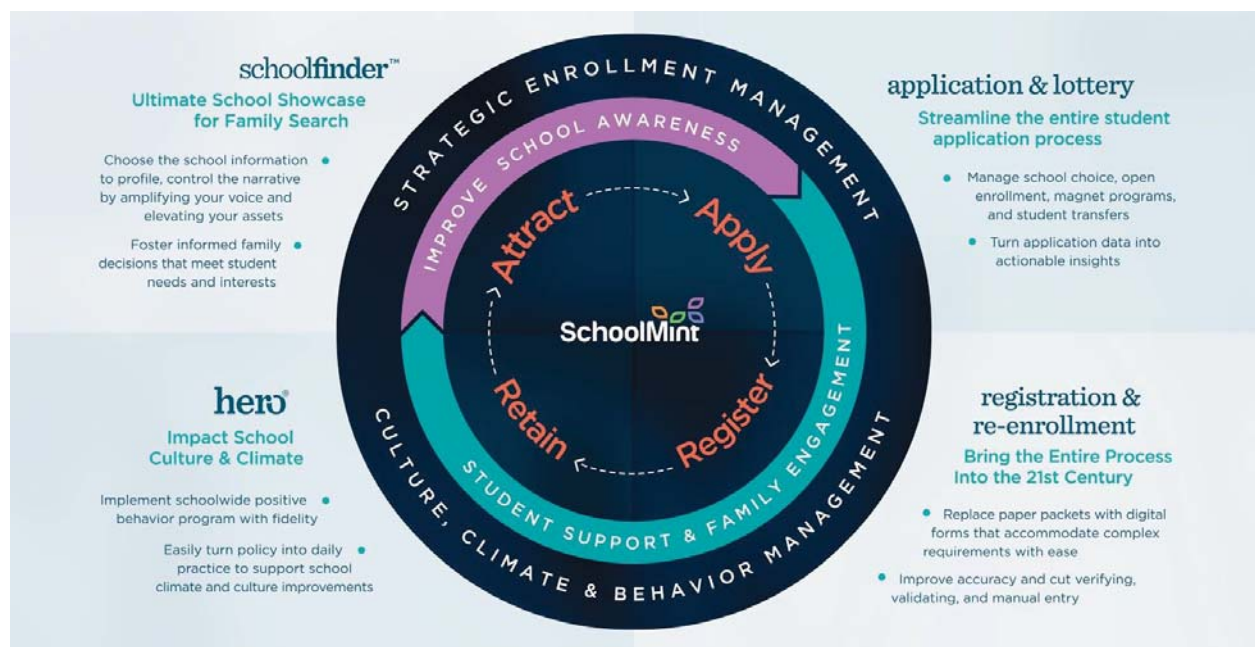 schoolfinder™
Ultimate School Showcase
for Family Search
Choose the school information
to profile, control the narrative
by amplifying your voice and
elevating your assets
Foster informed family
decisions that meet student
needs and interests
STRATEGIC ENROLLMENT MANAGEMENT
IMPROVE SCHOOL AWARENESS
Attract
Apply
SchoolMint
Retain
Register
STUDENT SUPPORT & FAMILY ENGAGEMENT
CULTURE, CLIMATE & BEHAVIOR MANAGEMENT
application & lottery
Streamline the entire student
application process
Manage school choice, open
enrollment, magnet programs,
and student transfers
Turn application data into
actionable insights
hero®
Impact School
Culture & Climate
Implement schoolwide positive
behavior program with fidelity
Easily turn policy into daily
practice to support school
climate and culture improvements
registration &
re-enrollment
Bring the Entire Process
Into the 21st Century
Replace paper packets with digital
forms that accommodate complex
requirements with ease
Improve accuracy and cut verifying,
validating, and manual entry